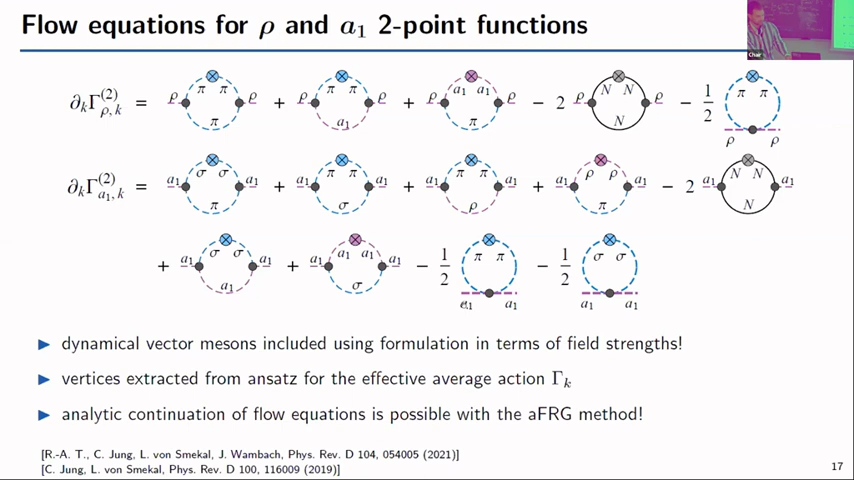 Flow equations for ρ and a₁ 2-point functions
Chair
∂ₖΓ⁽²⁾ρ,k = ρ π π ρ π + ρ π π ρ a₁ + ρ a₁ a₁ ρ π − 2 ρ N N ρ N − 1/2 π π ρ ρ
∂ₖΓ⁽²⁾a₁,k = a₁ σ σ a₁ π + a₁ π π a₁ σ + a₁ π π a₁ ρ + a₁ ρ ρ a₁ π − 2 a₁ N N a₁ N
+ a₁ σ σ a₁ a₁ + a₁ a₁ a₁ a₁ σ − 1/2 π π a₁ a₁ − 1/2 σ σ a₁ a₁
▶ dynamical vector mesons included using formulation in terms of field strengths!
▶ vertices extracted from ansatz for the effective average action Γₖ
▶ analytic continuation of flow equations is possible with the aFRG method!
[R.-A. T., C. Jung, L. von Smekal, J. Wambach, Phys. Rev. D 104, 054005 (2021)]
[C. Jung, L. von Smekal, Phys. Rev. D 100, 116009 (2019)]
17